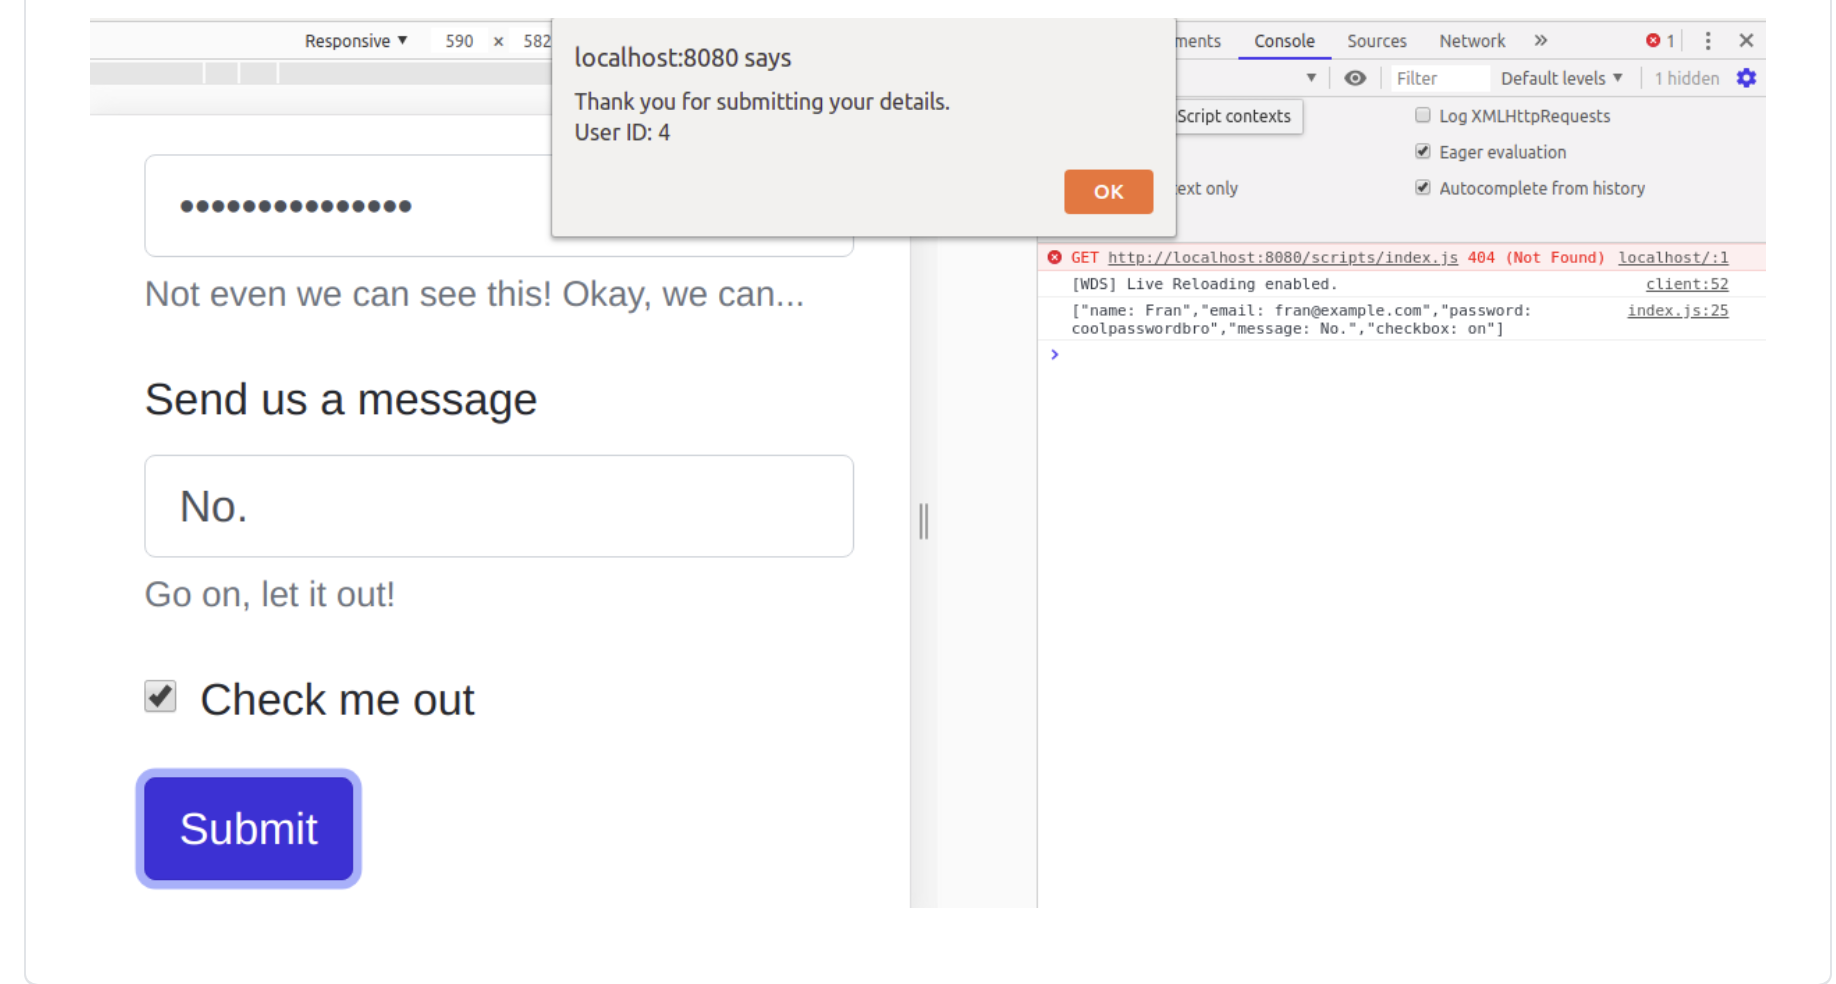 Responsive ▼ 590 × 582
localhost:8080 says
Thank you for submitting your details.
User ID: 4
OK
Console Sources Network » 1
Filter Default levels ▼ 1 hidden
Script contexts
Log XMLHttpRequests
Eager evaluation
only
Autocomplete from history
GET http://localhost:8080/scripts/index.js 404 (Not Found) localhost/:1
[WDS] Live Reloading enabled. client:52
["name: Fran","email: fran@example.com","password: index.js:25
coolpasswordbro","message: No.","checkbox: on"]
•••••••••••••••
Not even we can see this! Okay, we can...
Send us a message
No.
Go on, let it out!
Check me out
Submit